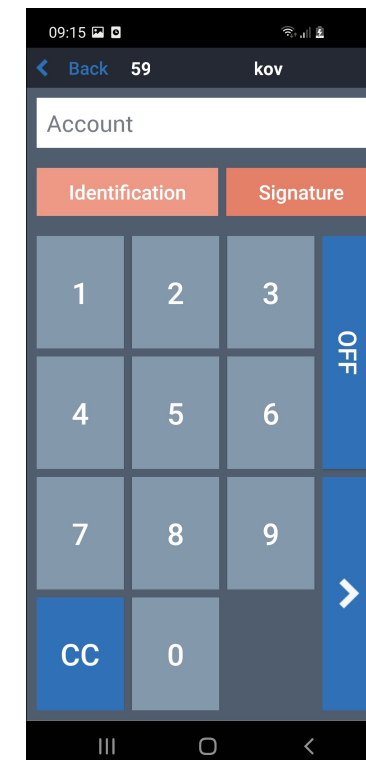 09:15
Back 59 kov
Account
Identification Signature
1 2 3
OFF
4 5 6
7 8 9
CC 0